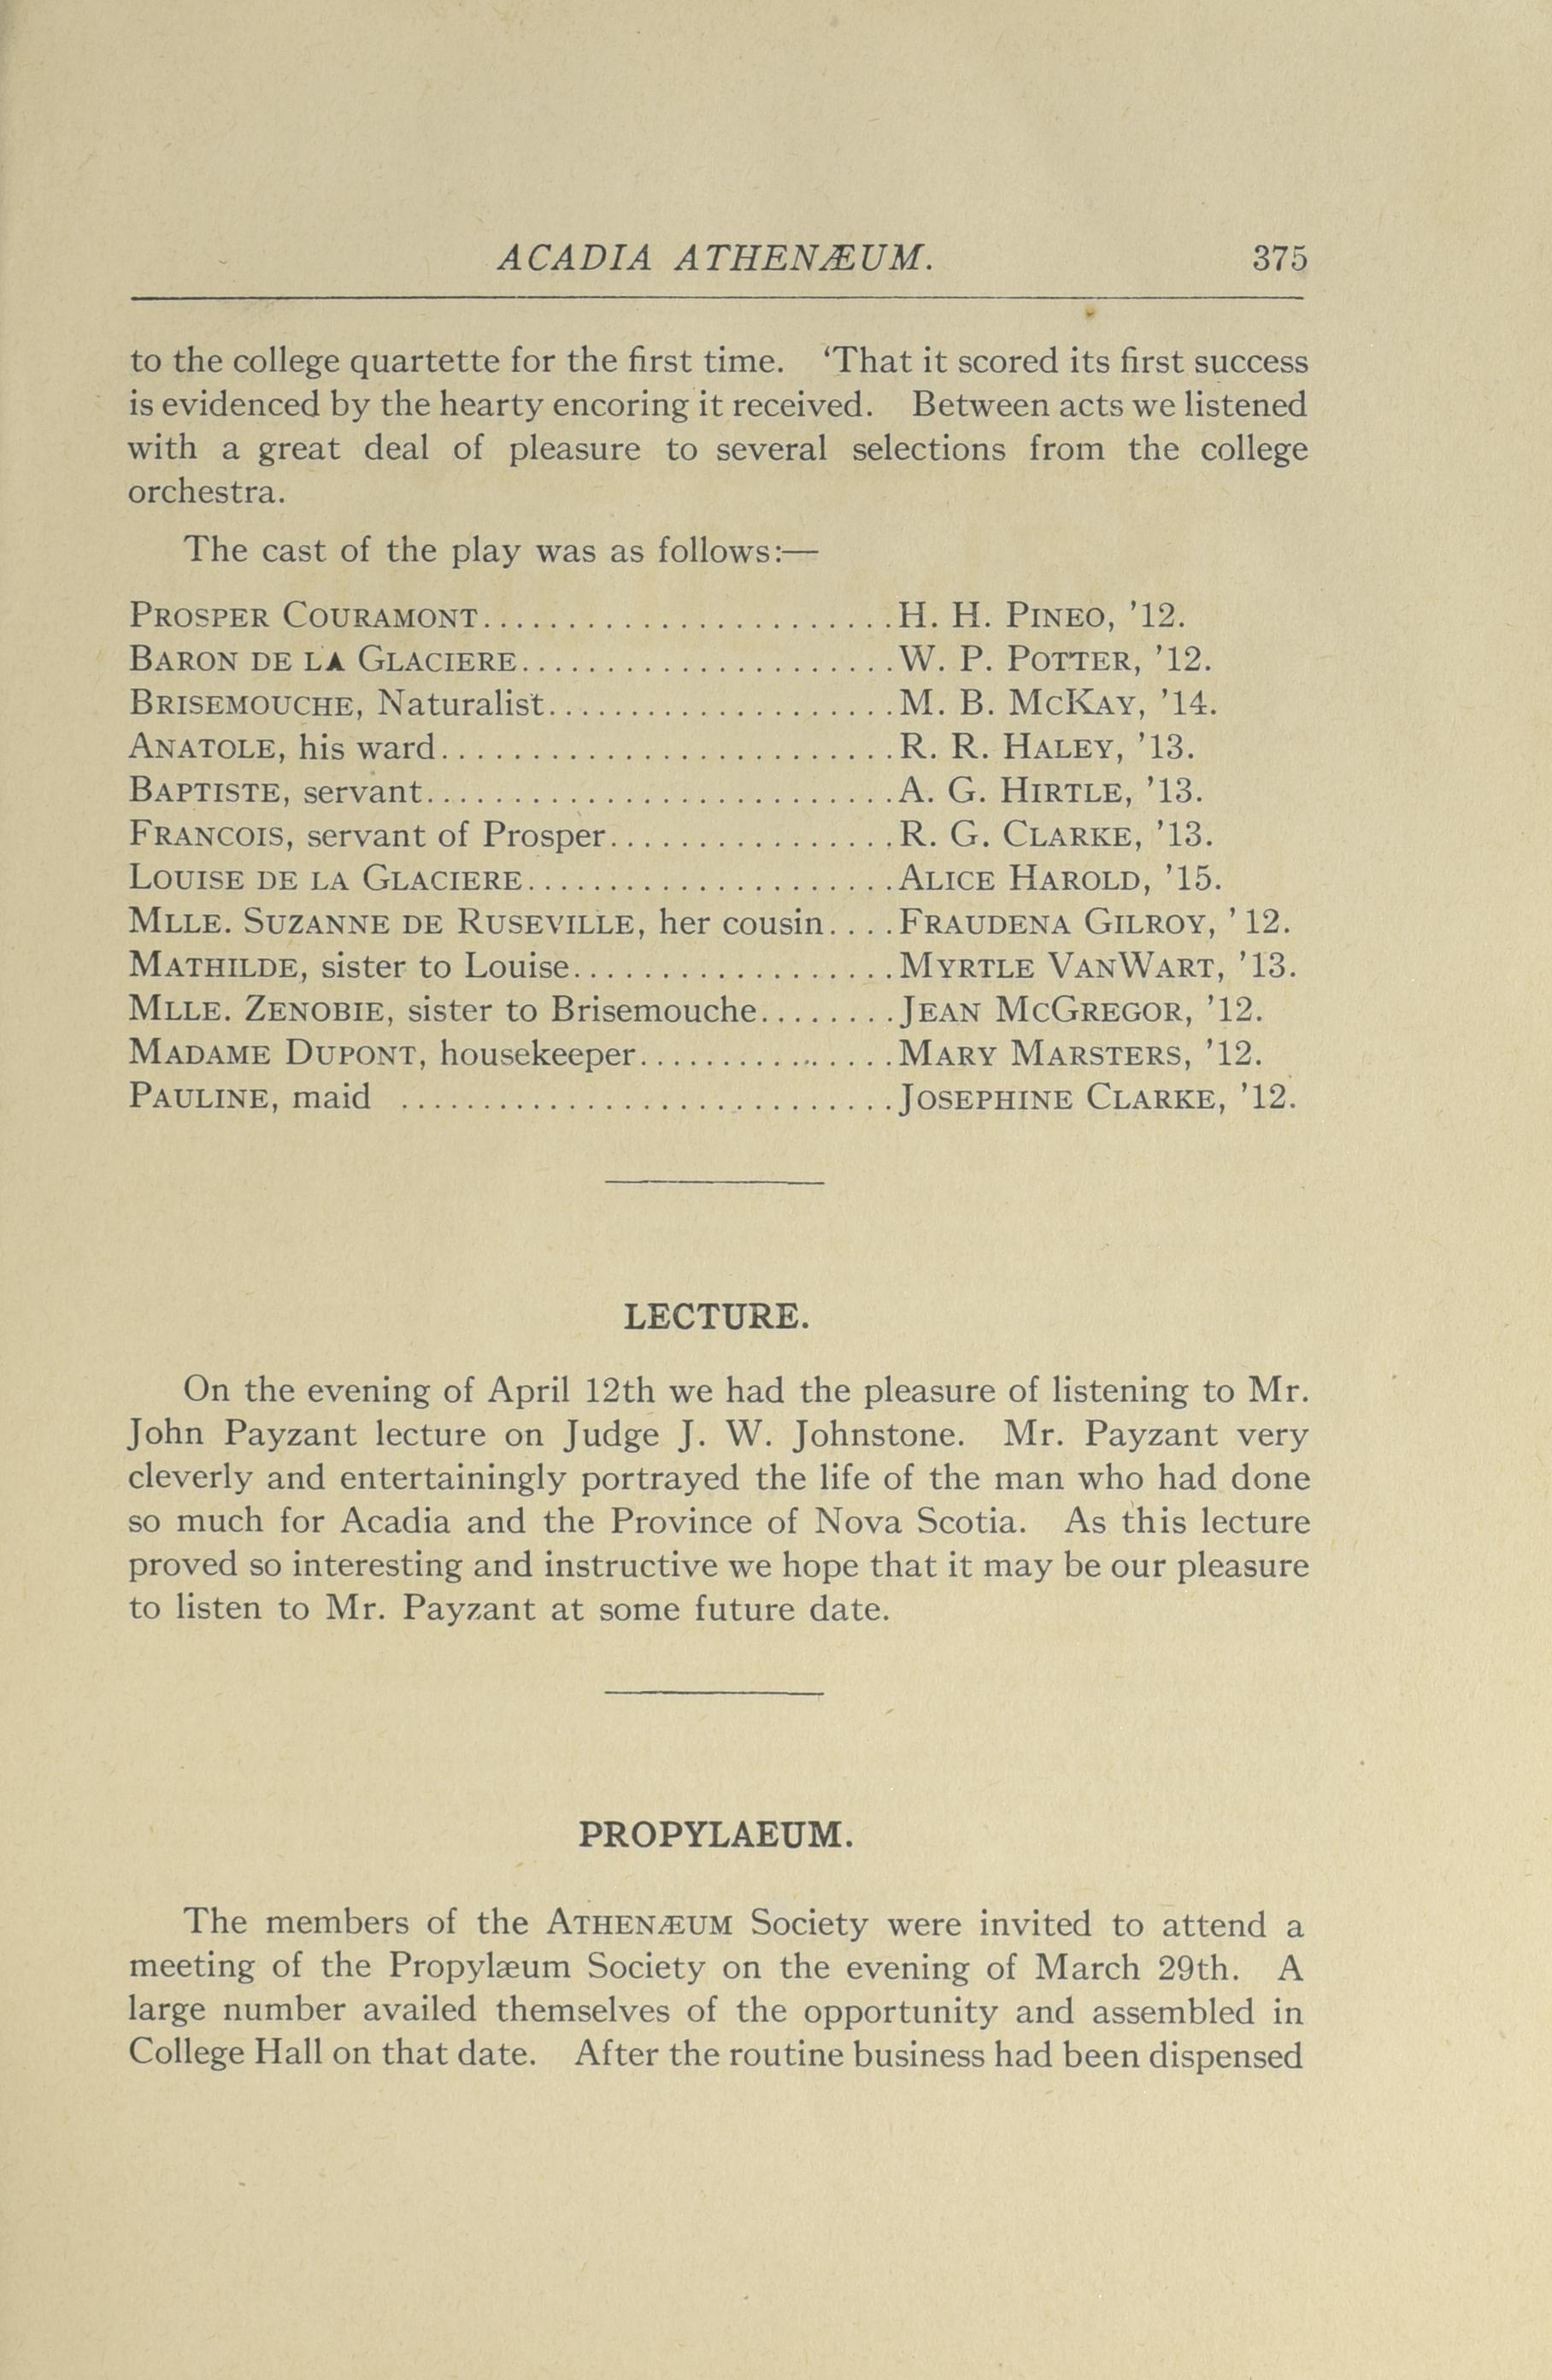 ACADIA ATHENÆUM. 375
to the college quartette for the first time. ‘That it scored its first success
is evidenced by the hearty encoring it received. Between acts we listened
with a great deal of pleasure to several selections from the college
orchestra.
The cast of the play was as follows:—
PROSPER COURAMONT........................H. H. PINEO, ’12.
BARON DE LA GLACIERE......................W. P. POTTER, ’12.
BRISEMOUCHE, Naturalist....................M. B. MCKAY, ’14.
ANATOLE, his ward..........................R. R. HALEY, ’13.
BAPTISTE, servant...........................A. G. HIRTLE, ’13.
FRANCOIS, servant of Prosper.................R. G. CLARKE, ’13.
LOUISE DE LA GLACIERE......................ALICE HAROLD, ’15.
MLLE. SUZANNE DE RUSEVILLE, her cousin....FRAUDENA GILROY, ’12.
MATHILDE, sister to Louise...................MYRTLE VANWART, ’13.
MLLE. ZENOBIE, sister to Brisemouche........JEAN MCGREGOR, ’12.
MADAME DUPONT, housekeeper................MARY MARSTERS, ’12.
PAULINE, maid .............................JOSEPHINE CLARKE, ’12.
LECTURE.
On the evening of April 12th we had the pleasure of listening to Mr.
John Payzant lecture on Judge J. W. Johnstone. Mr. Payzant very
cleverly and entertainingly portrayed the life of the man who had done
so much for Acadia and the Province of Nova Scotia. As this lecture
proved so interesting and instructive we hope that it may be our pleasure
to listen to Mr. Payzant at some future date.
PROPYLAEUM.
The members of the ATHENÆUM Society were invited to attend a
meeting of the Propylæum Society on the evening of March 29th. A
large number availed themselves of the opportunity and assembled in
College Hall on that date. After the routine business had been dispensed